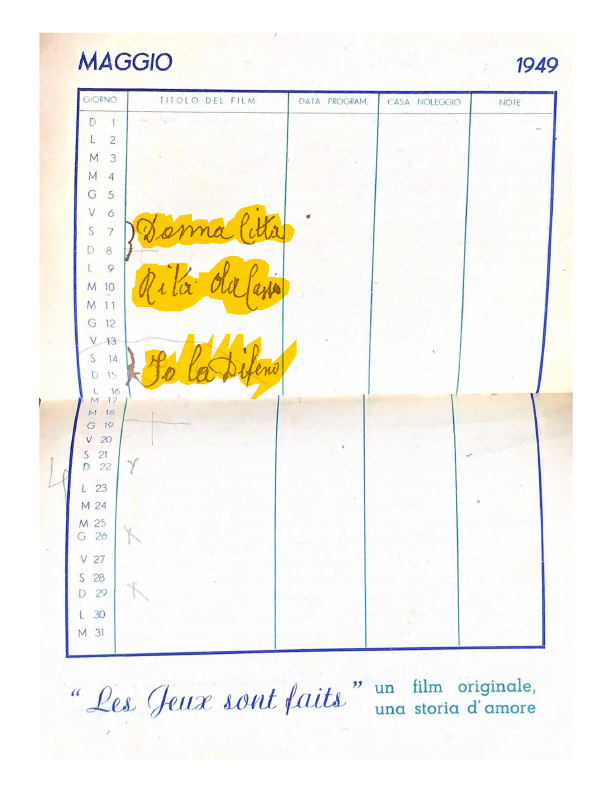 MAGGIO 1949
GIORNO TITOLO DEL FILM DATA PROGRAM. CASA NOLEGGIO NOTE
D 1
L 2
M 3
M 4
G 5
V 6
S 7 Donna Città
D 8
L 9
M 10 Rita da Cassia
M 11
G 12
V 13
S 14 Io la Difeno
D 15
L 16
M 17
M 18
G 19
V 20
S 21
D 22
L 23
M 24
M 25
G 26
V 27
S 28
D 29
L 30
M 31
“ Les Jeux sont faits ” un film originale,
una storia d'amore